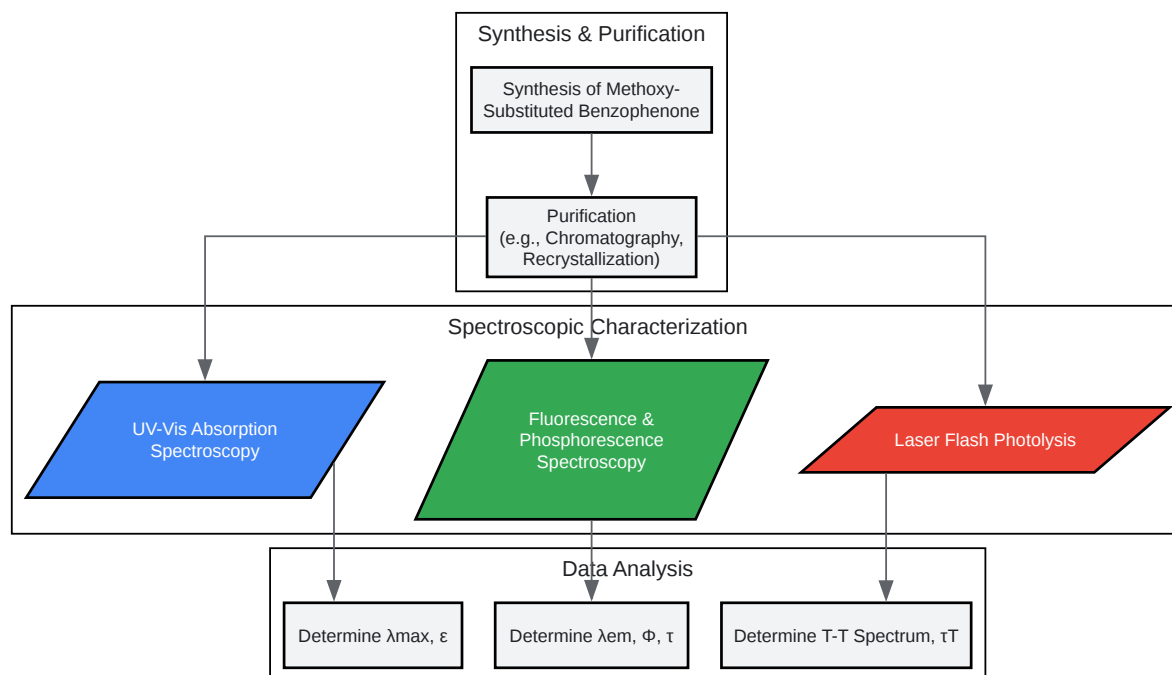 Synthesis & Purification
Synthesis of Methoxy-
Substituted Benzophenone
Purification
(e.g., Chromatography,
Recrystallization)
Spectroscopic Characterization
UV-Vis Absorption
Spectroscopy
Fluorescence &
Phosphorescence
Spectroscopy
Laser Flash Photolysis
Data Analysis
Determine λmax, ε
Determine λem, Φ, τ
Determine T-T Spectrum, τT